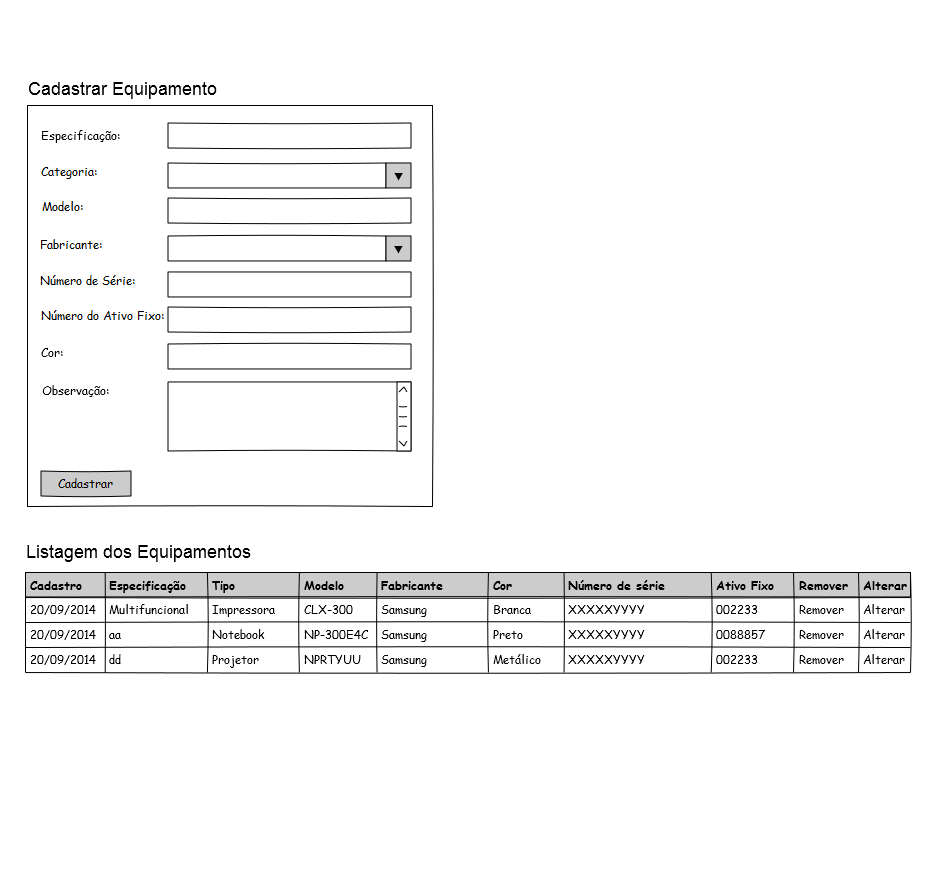 Cadastrar Equipamento
Especificação:
Categoria:
Modelo:
Fabricante:
Número de Série:
Número do Ativo Fixo:
Cor:
Observação:
Cadastrar
Listagem dos Equipamentos
Cadastro Especificação Tipo Modelo Fabricante Cor Número de série Ativo Fixo Remover Alterar
20/09/2014 Multifuncional Impressora CLX-300 Samsung Branca XXXXXYYYY 002233 Remover Alterar
20/09/2014 aa Notebook NP-300E4C Samsung Preto XXXXXYYYY 0088857 Remover Alterar
20/09/2014 dd Projetor NPRTYUU Samsung Metálico XXXXXYYYY 002233 Remover Alterar